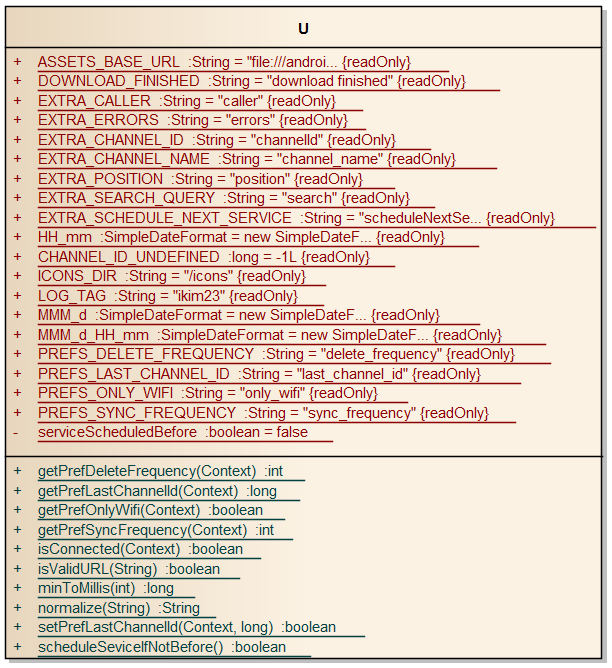 U
+ ASSETS_BASE_URL :String = "file:///androi... {readOnly}
+ DOWNLOAD_FINISHED :String = "download finished" {readOnly}
+ EXTRA_CALLER :String = "caller" {readOnly}
+ EXTRA_ERRORS :String = "errors" {readOnly}
+ EXTRA_CHANNEL_ID :String = "channelId" {readOnly}
+ EXTRA_CHANNEL_NAME :String = "channel_name" {readOnly}
+ EXTRA_POSITION :String = "position" {readOnly}
+ EXTRA_SEARCH_QUERY :String = "search" {readOnly}
+ EXTRA_SCHEDULE_NEXT_SERVICE :String = "scheduleNextSe... {readOnly}
+ HH_mm :SimpleDateFormat = new SimpleDateF... {readOnly}
+ CHANNEL_ID_UNDEFINED :long = -1L {readOnly}
+ ICONS_DIR :String = "/icons" {readOnly}
+ LOG_TAG :String = "ikim23" {readOnly}
+ MMM_d :SimpleDateFormat = new SimpleDateF... {readOnly}
+ MMM_d_HH_mm :SimpleDateFormat = new SimpleDateF... {readOnly}
+ PREFS_DELETE_FREQUENCY :String = "delete_frequency" {readOnly}
+ PREFS_LAST_CHANNEL_ID :String = "last_channel_id" {readOnly}
+ PREFS_ONLY_WIFI :String = "only_wifi" {readOnly}
+ PREFS_SYNC_FREQUENCY :String = "sync_frequency" {readOnly}
- serviceScheduledBefore :boolean = false
+ getPrefDeleteFrequency(Context) :int
+ getPrefLastChannelId(Context) :long
+ getPrefOnlyWifi(Context) :boolean
+ getPrefSyncFrequency(Context) :int
+ isConnected(Context) :boolean
+ isValidURL(String) :boolean
+ minToMillis(int) :long
+ normalize(String) :String
+ setPrefLastChannelId(Context, long) :boolean
+ scheduleSeviceIfNotBefore() :boolean